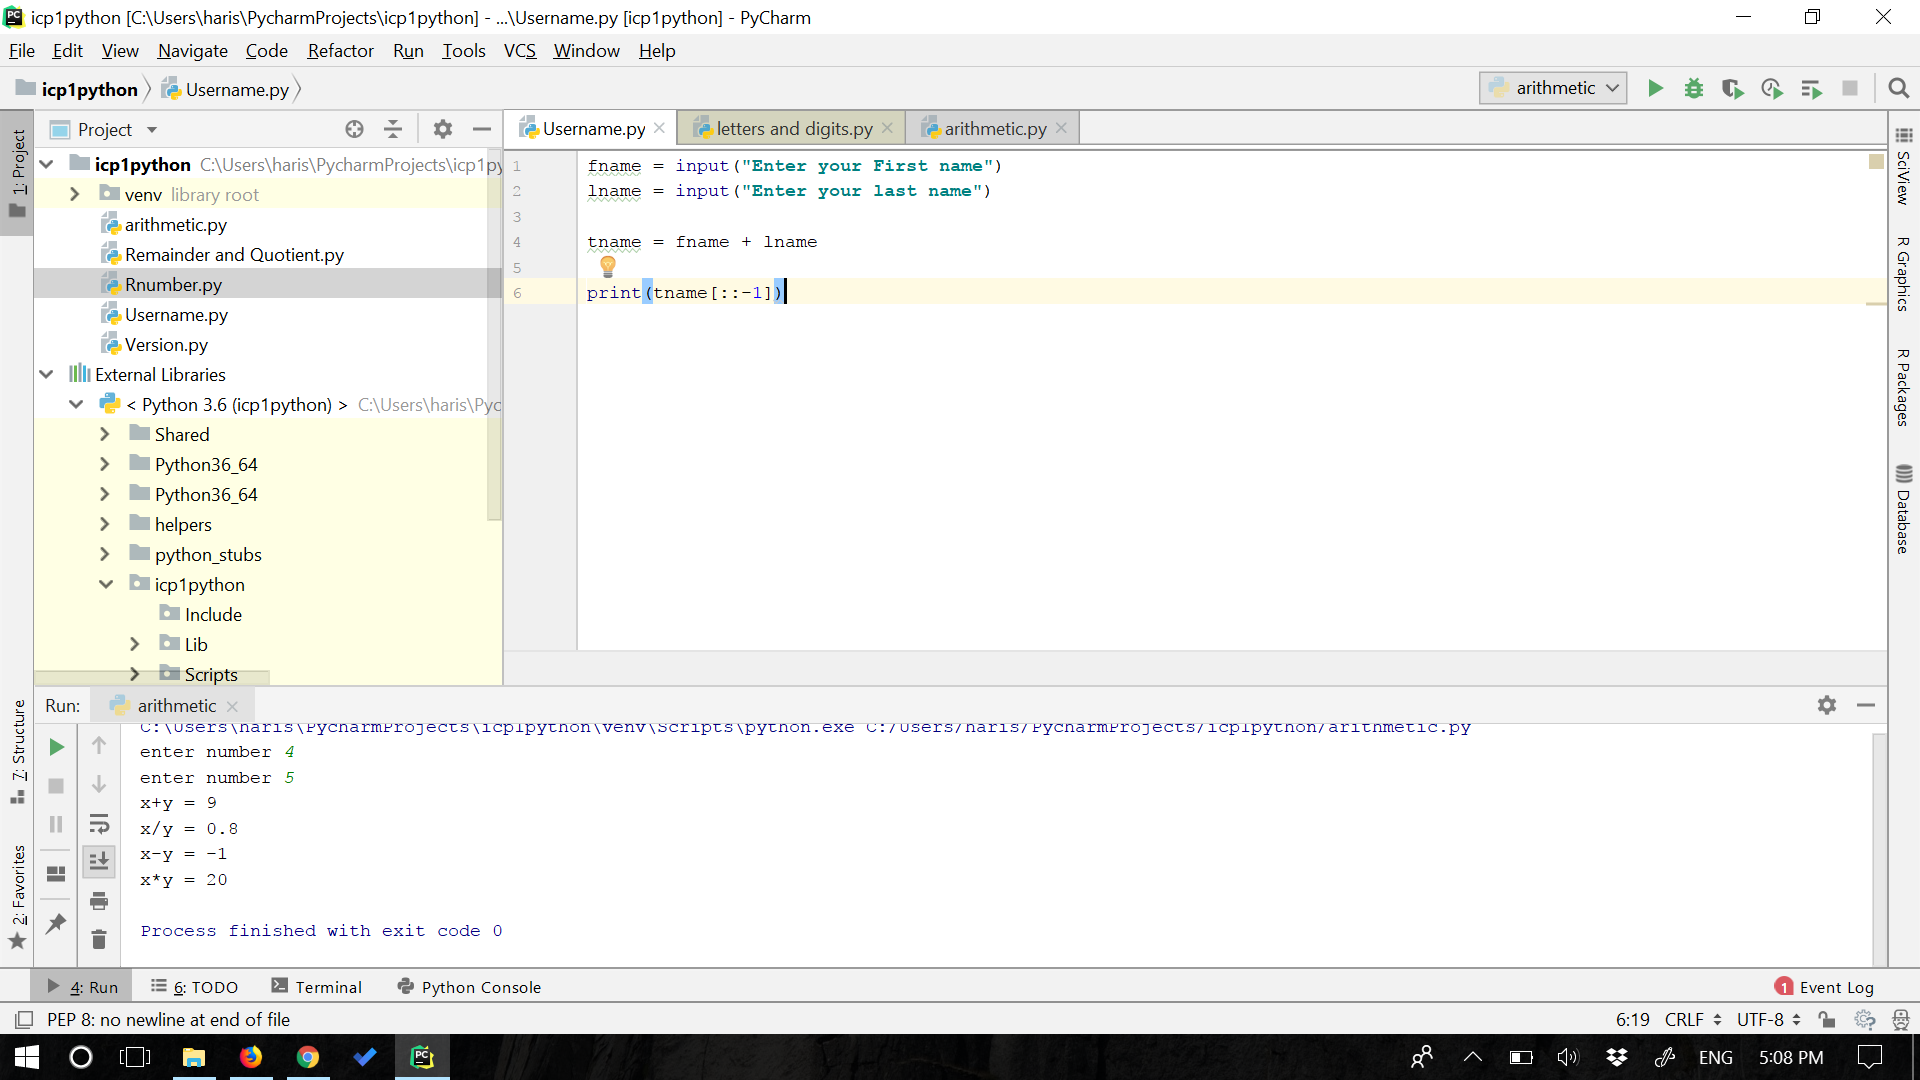 icp1python [C:\Users\haris\PycharmProjects\icp1python] - ...\Username.py [icp1python] - PyCharm
File Edit View Navigate Code Refactor Run Tools VCS Window Help
icp1python Username.py arithmetic
1: Project
Project
Username.py letters and digits.py arithmetic.py
icp1python C:\Users\haris\PycharmProjects\icp1py
venv library root
arithmetic.py
Remainder and Quotient.py
Rnumber.py
Username.py
Version.py
External Libraries
< Python 3.6 (icp1python) > C:\Users\haris\Pyc
Shared
Python36_64
Python36_64
helpers
python_stubs
icp1python
Include
Lib
Scripts
1 fname = input("Enter your First name")
2 lname = input("Enter your last name")
3
4 tname = fname + lname
5
6 print(tname[::-1])
SciView
R Graphics
R Packages
Database
7: Structure
2: Favorites
Run: arithmetic
C:\Users\haris\PycharmProjects\icp1python\venv\Scripts\python.exe C:/Users/haris/PycharmProjects/icp1python/arithmetic.py
enter number 4
enter number 5
x+y = 9
x/y = 0.8
x-y = -1
x*y = 20
Process finished with exit code 0
4: Run 6: TODO Terminal Python Console 1 Event Log
PEP 8: no newline at end of file 6:19 CRLF UTF-8
PC ENG 5:08 PM